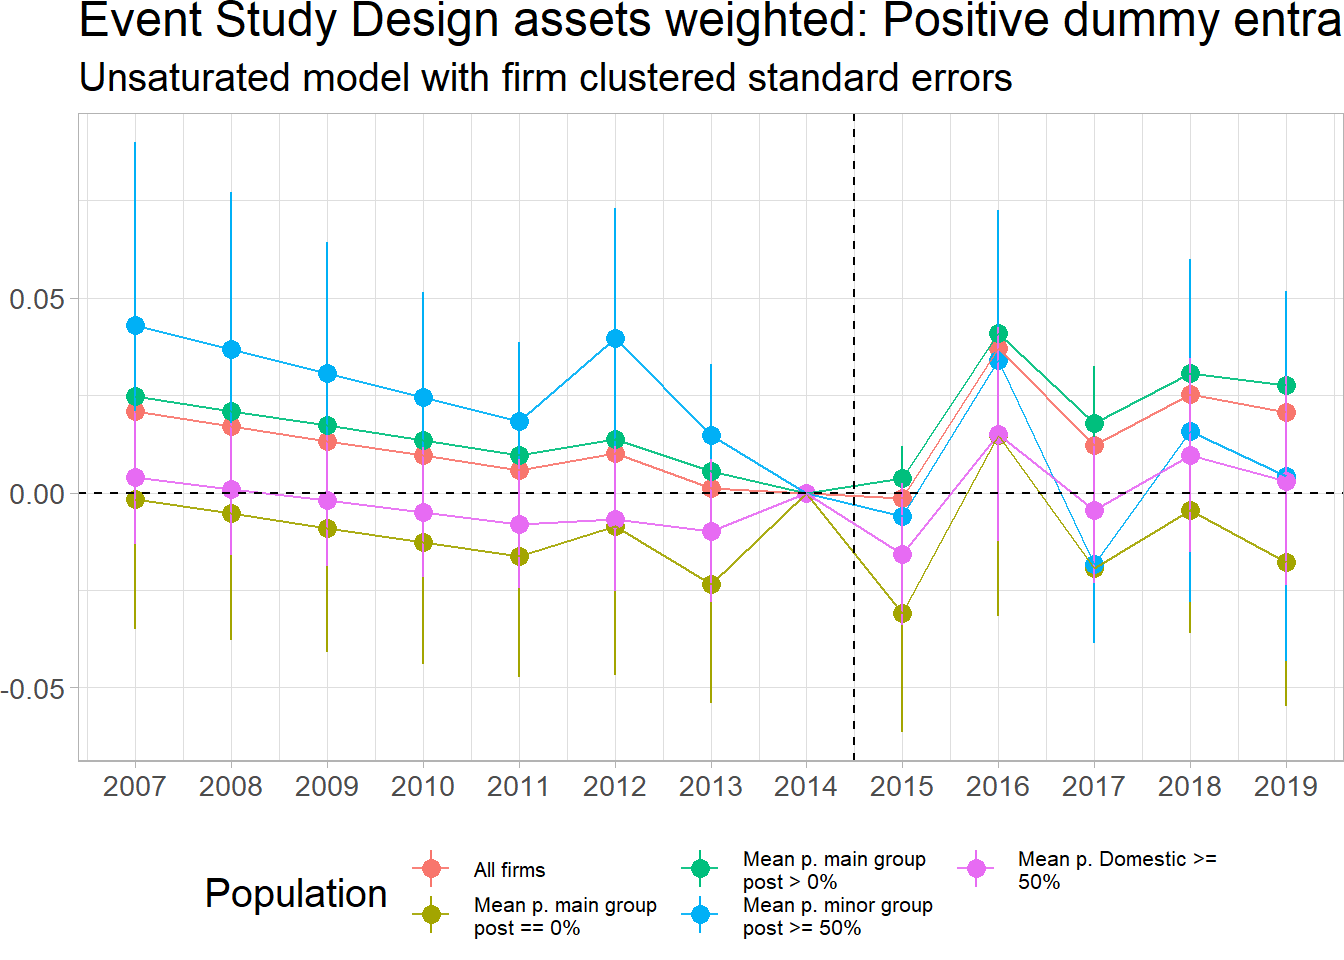 Event Study Design assets weighted: Positive dummy entra
Unsaturated model with firm clustered standard errors
0.05
0.00
-0.05
2007 2008 2009 2010 2011 2012 2013 2014 2015 2016 2017 2018 2019
Population
All firms
Mean p. main group
post == 0%
Mean p. main group
post > 0%
Mean p. minor group
post >= 50%
Mean p. Domestic >=
50%